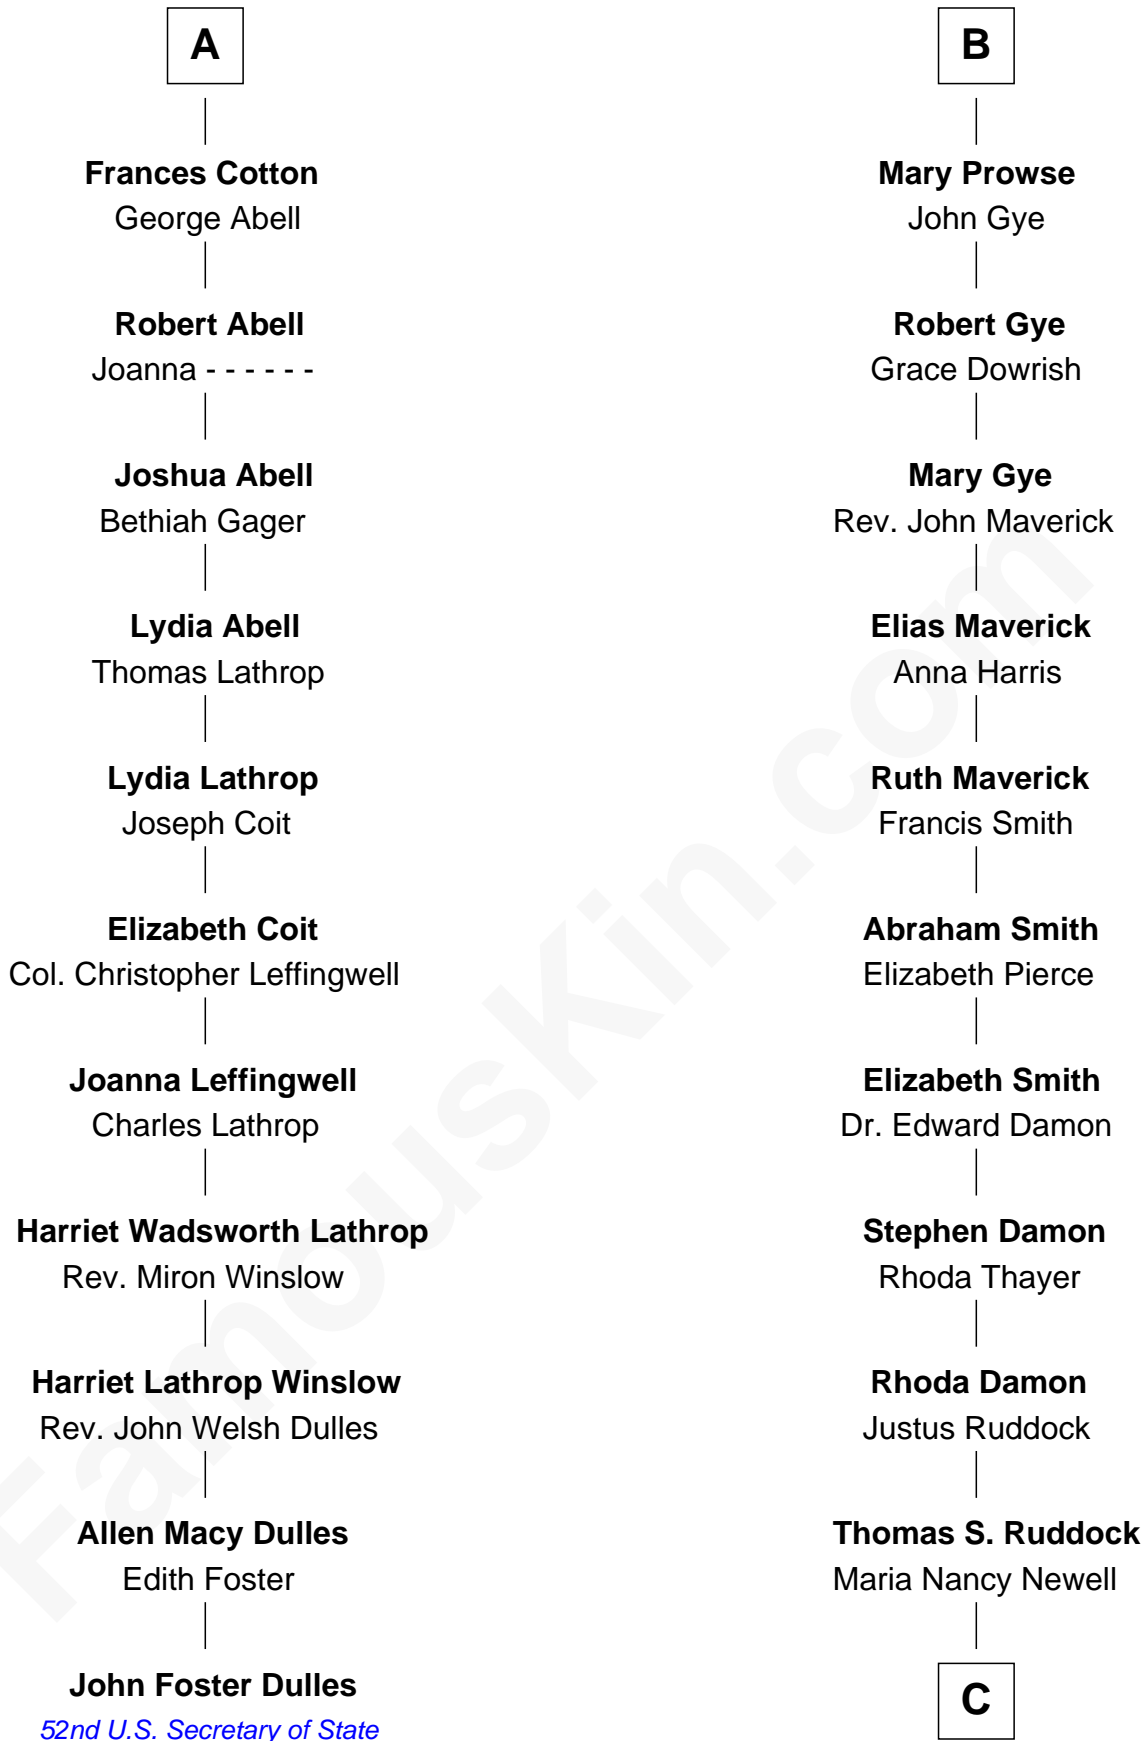 A
Frances Cotton
George Abell
Robert Abell
Joanna - - - - - -
Joshua Abell
Bethiah Gager
Lydia Abell
Thomas Lathrop
Lydia Lathrop
Joseph Coit
Elizabeth Coit
Col. Christopher Leffingwell
Joanna Leffingwell
Charles Lathrop
Harriet Wadsworth Lathrop
Rev. Miron Winslow
Harriet Lathrop Winslow
Rev. John Welsh Dulles
Allen Macy Dulles
Edith Foster
John Foster Dulles
52nd U.S. Secretary of State
B
Mary Prowse
John Gye
Robert Gye
Grace Dowrish
Mary Gye
Rev. John Maverick
Elias Maverick
Anna Harris
Ruth Maverick
Francis Smith
Abraham Smith
Elizabeth Pierce
Elizabeth Smith
Dr. Edward Damon
Stephen Damon
Rhoda Thayer
Rhoda Damon
Justus Ruddock
Thomas S. Ruddock
Maria Nancy Newell
C
FamousKin.com